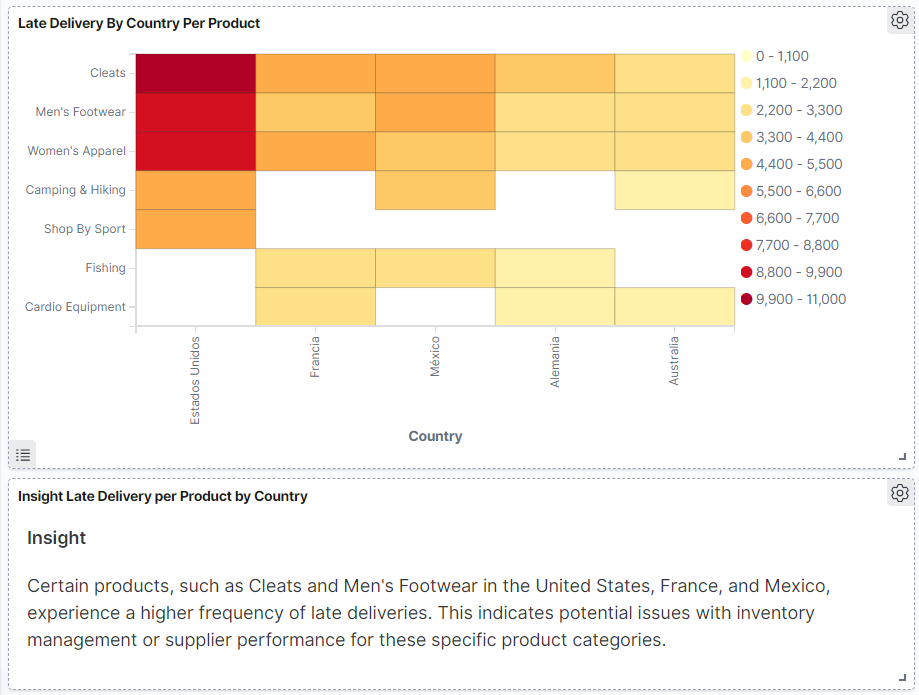 Late Delivery By Country Per Product
Cleats
Men's Footwear
Women's Apparel
Camping & Hiking
Shop By Sport
Fishing
Cardio Equipment
Estados Unidos
Francia
México
Alemania
Australia
Country
0 - 1,100
1,100 - 2,200
2,200 - 3,300
3,300 - 4,400
4,400 - 5,500
5,500 - 6,600
6,600 - 7,700
7,700 - 8,800
8,800 - 9,900
9,900 - 11,000
Insight Late Delivery per Product by Country
Insight
Certain products, such as Cleats and Men's Footwear in the United States, France, and Mexico,
experience a higher frequency of late deliveries. This indicates potential issues with inventory
management or supplier performance for these specific product categories.